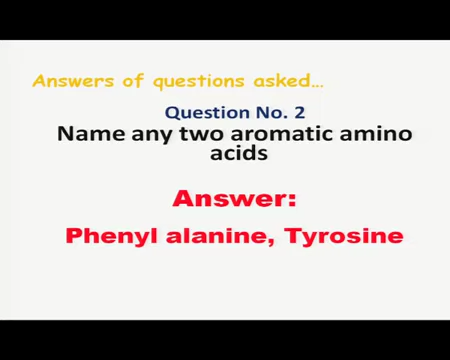 Answers of questions asked...
Question No. 2
Name any two aromatic amino
acids
Answer:
Phenyl alanine, Tyrosine